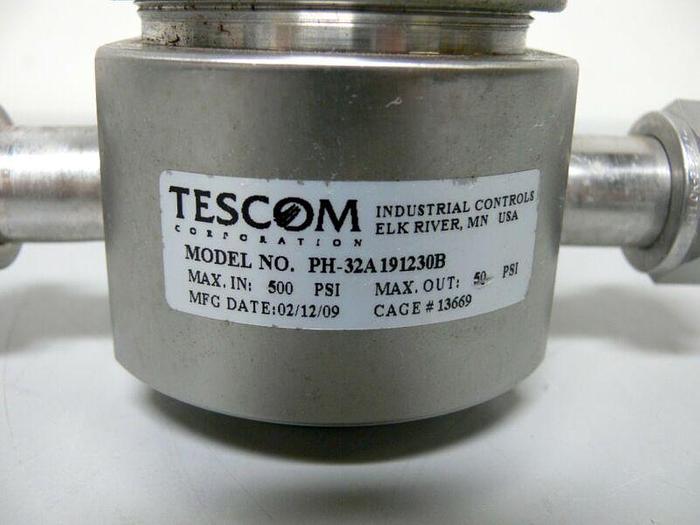 TESCOM
CORPORATION
INDUSTRIAL CONTROLS
ELK RIVER, MN USA
MODEL NO. PH-32A191230B
MAX. IN: 500 PSI MAX. OUT: 50 PSI
MFG DATE:02/12/09 CAGE # 13669